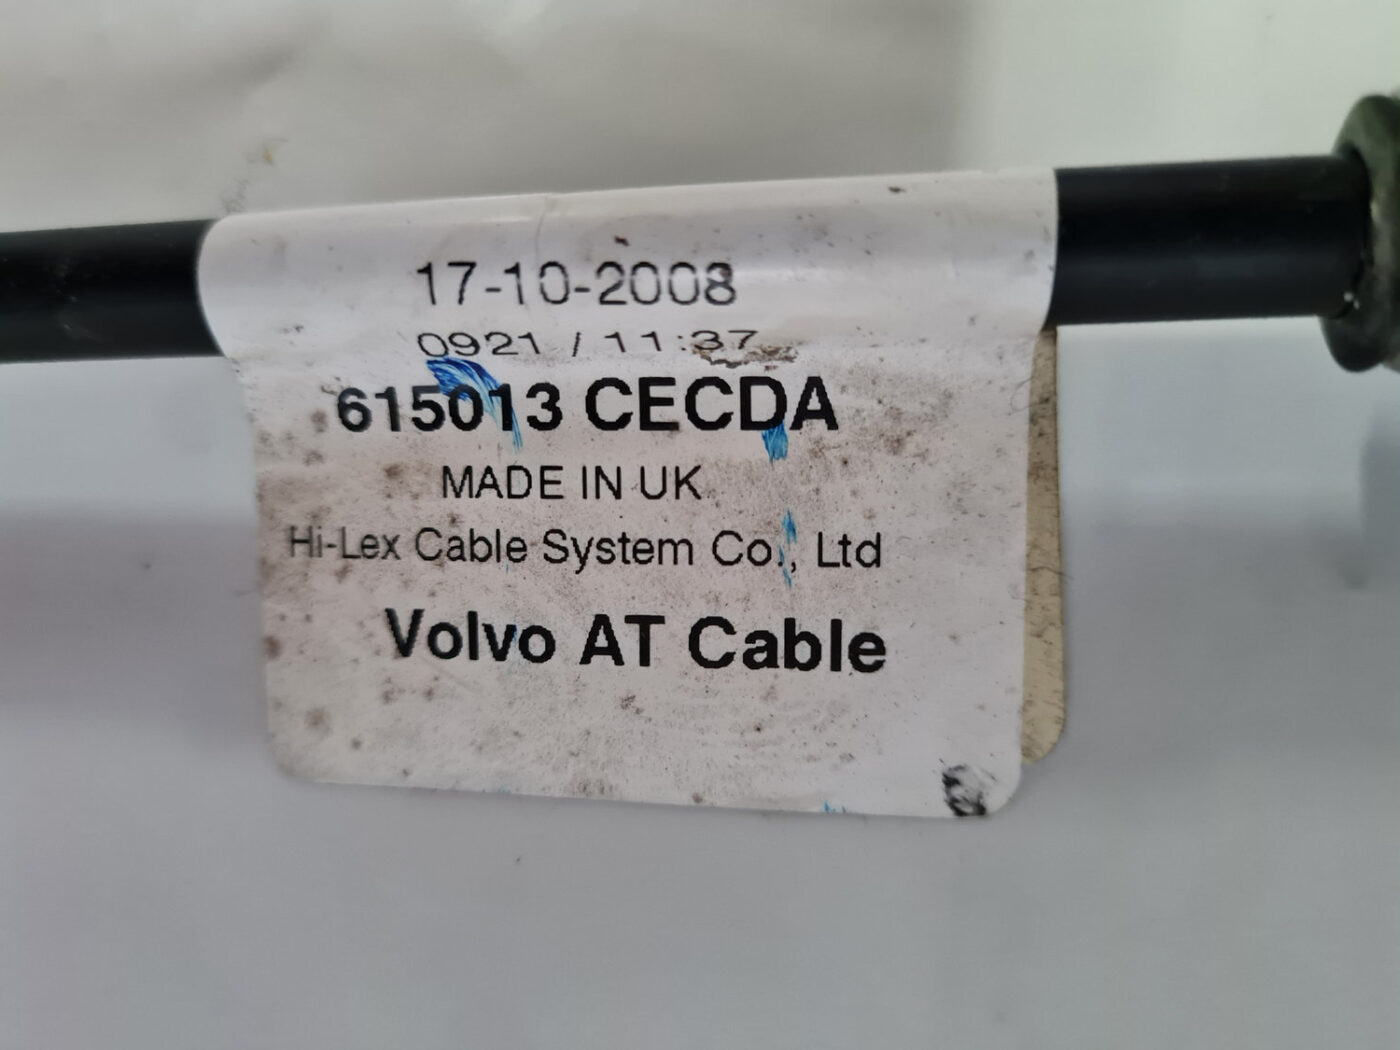 17-10-2008
0921 / 11:37
615013 CECDA
MADE IN UK
Hi-Lex Cable System Co., Ltd
Volvo AT Cable